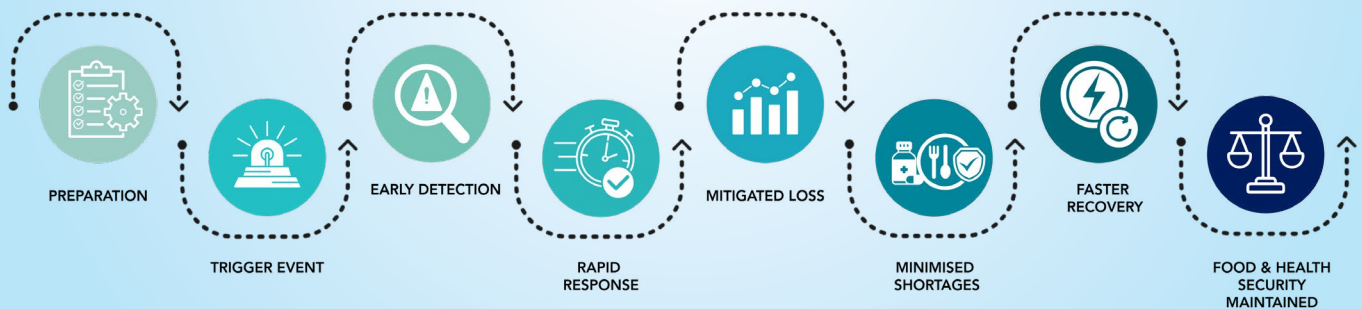 PREPARATION
TRIGGER EVENT
EARLY DETECTION
RAPID
RESPONSE
MITIGATED LOSS
MINIMISED
SHORTAGES
FASTER
RECOVERY
FOOD & HEALTH
SECURITY
MAINTAINED